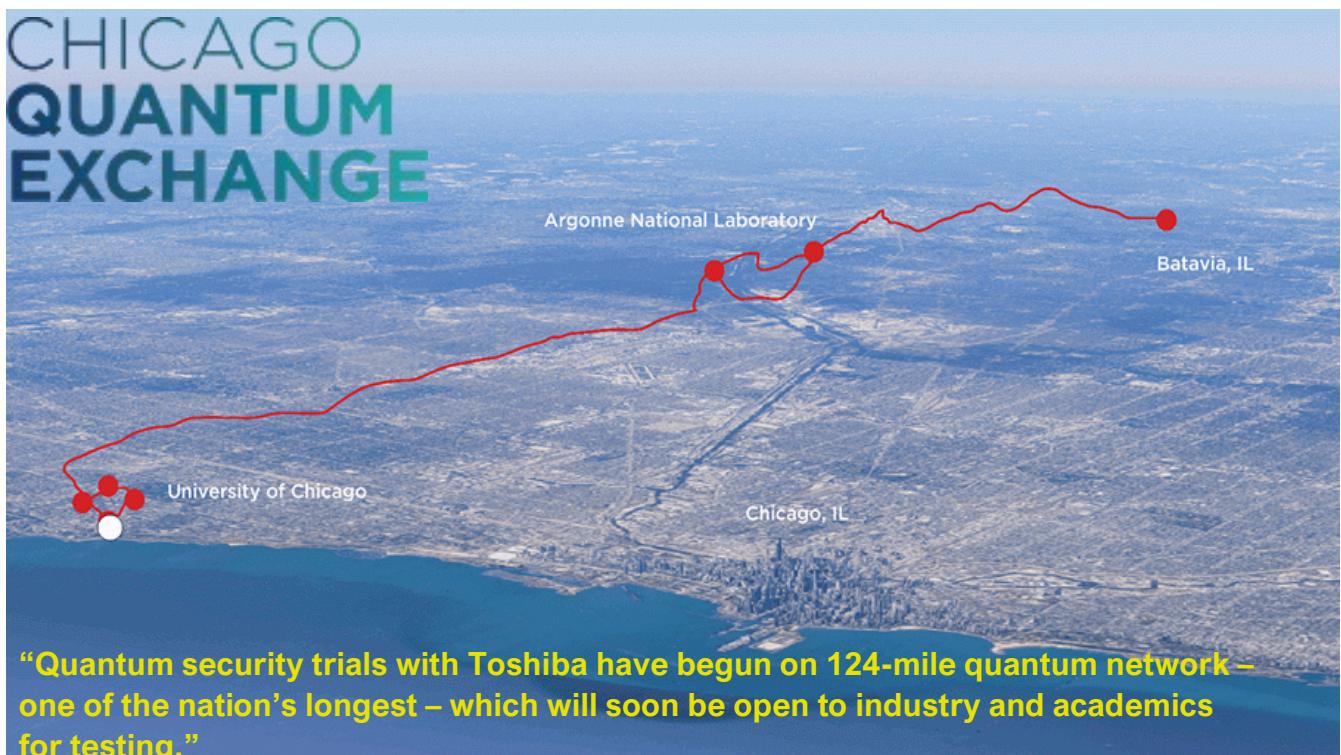 CHICAGO
QUANTUM
EXCHANGE
Argonne National Laboratory
Batavia, IL
University of Chicago
Chicago, IL
“Quantum security trials with Toshiba have begun on 124-mile quantum network –
one of the nation’s longest – which will soon be open to industry and academics
for testing.”